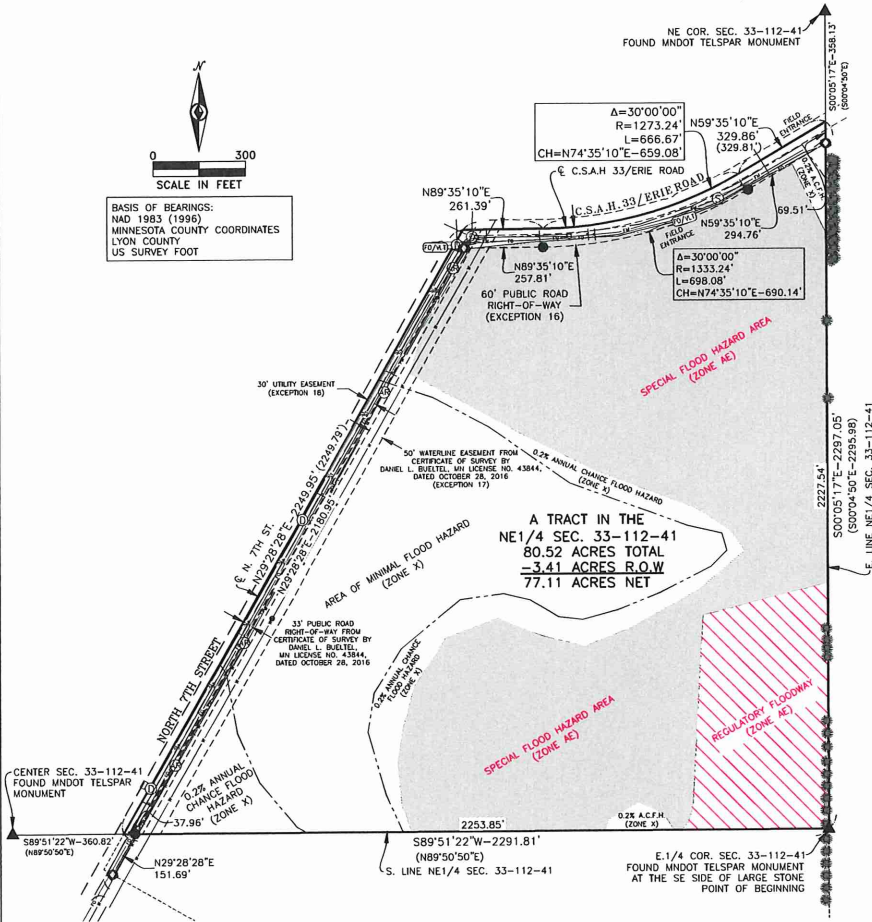 NE COR. SEC. 33-112-41
FOUND MNDOT TELSPAR MONUMENT
S00°05'17"E-358.13'
(S00°04'50"E)
N
0 300
SCALE IN FEET
BASIS OF BEARINGS:
NAD 1983 (1996)
MINNESOTA COUNTY COORDINATES
LYON COUNTY
US SURVEY FOOT
Δ=30°00'00"
R=1273.24'
L=666.67'
CH=N74°35'10"E-659.08'
N59°35'10"E
329.86'
(329.81')
FIELD
ENTRANCE
℄ C.S.A.H 33/ERIE ROAD
C.S.A.H. 33/ERIE ROAD
N89°35'10"E
261.39'
0.2% A.C.F.H.
(ZONE X)
69.51'
FO/VLT
FO/VLT
S
D
N59°35'10"E
294.76'
FIELD
ENTRANCE
N89°35'10"E
257.81'
60' PUBLIC ROAD
RIGHT-OF-WAY
(EXCEPTION 16)
Δ=30°00'00"
R=1333.24'
L=698.08'
CH=N74°35'10"E-690.14'
SPECIAL FLOOD HAZARD AREA
(ZONE AE)
30' UTILITY EASEMENT
(EXCEPTION 18)
AR
50' WATERLINE EASEMENT FROM
CERTIFICATE OF SURVEY BY
DANIEL L. BUELTEL, MN LICENSE NO. 43844,
DATED OCTOBER 28, 2016
(EXCEPTION 17)
0.2% ANNUAL CHANCE FLOOD HAZARD
(ZONE X)
E. LINE NE1/4 SEC. 33-112-41
S00°05'17"E-2297.05'
(S00°04'50"E-2295.98)
2227.54'
℄ N. 7TH ST.
N29°28'28"E-2249.95' (2249.79')
N29°28'28"E-2180.95'
D
A TRACT IN THE
NE1/4 SEC. 33-112-41
80.52 ACRES TOTAL
-3.41 ACRES R.O.W
77.11 ACRES NET
AREA OF MINIMAL FLOOD HAZARD
(ZONE X)
33' PUBLIC ROAD
RIGHT-OF-WAY FROM
CERTIFICATE OF SURVEY BY
DANIEL L. BUELTEL,
MN LICENSE NO. 43844,
DATED OCTOBER 28, 2016
NORTH 7TH STREET
0.2% ANNUAL CHANCE
FLOOD HAZARD
(ZONE X)
SPECIAL FLOOD HAZARD AREA
(ZONE AE)
REGULATORY FLOODWAY
(ZONE AE)
CENTER SEC. 33-112-41
FOUND MNDOT TELSPAR
MONUMENT
D
0.2% ANNUAL
CHANCE FLOOD
HAZARD
(ZONE X)
37.96'
0.2% A.C.F.H.
(ZONE X)
2253.85'
S89°51'22"W-360.82
(N89°50'50"E)
S89°51'22"W-2291.81'
(N89°50'50"E)
N29°28'28"E
151.69'
S. LINE NE1/4 SEC. 33-112-41
E.1/4 COR. SEC. 33-112-41
FOUND MNDOT TELSPAR MONUMENT
AT THE SE SIDE OF LARGE STONE
POINT OF BEGINNING